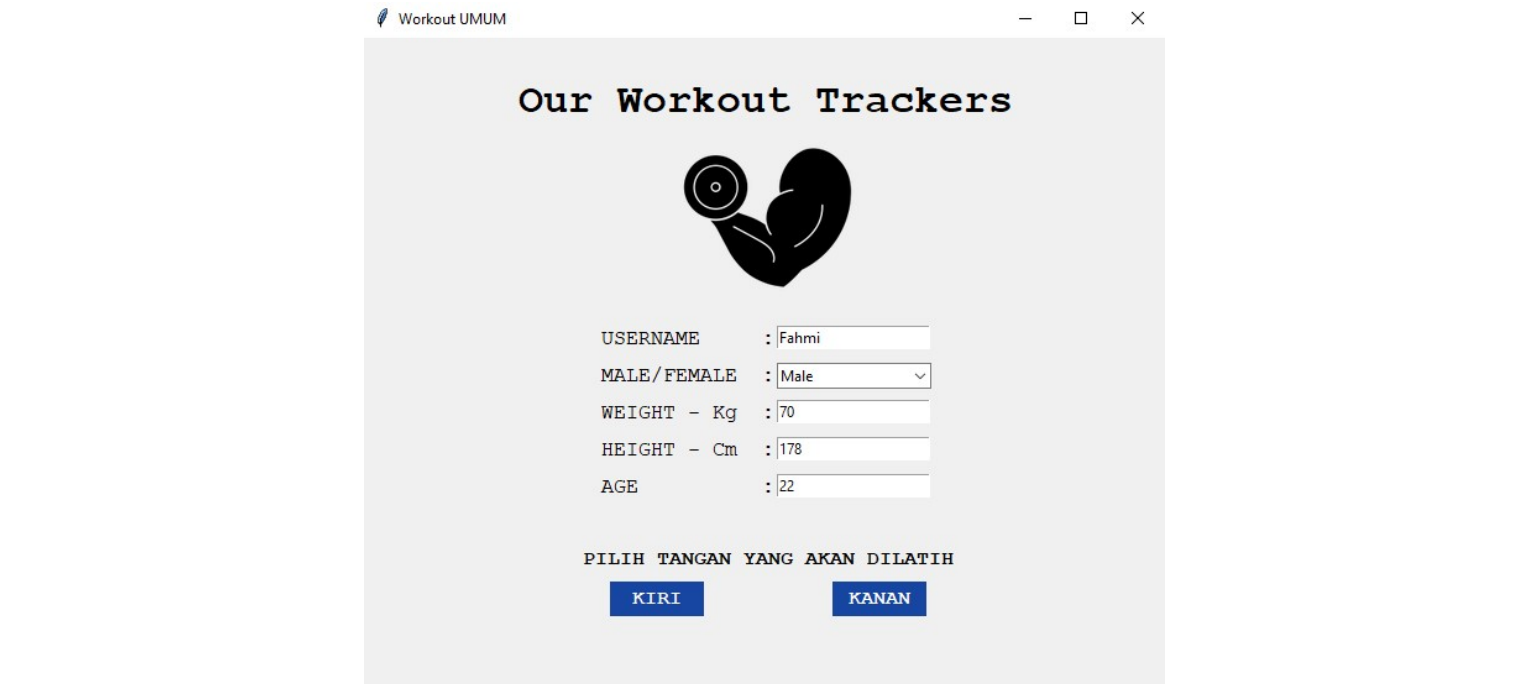 Workout UMUM
Our Workout Trackers
USERNAME : Fahmi
MALE/FEMALE : Male
WEIGHT - Kg : 70
HEIGHT - Cm : 178
AGE : 22
PILIH TANGAN YANG AKAN DILATIH
KIRI KANAN